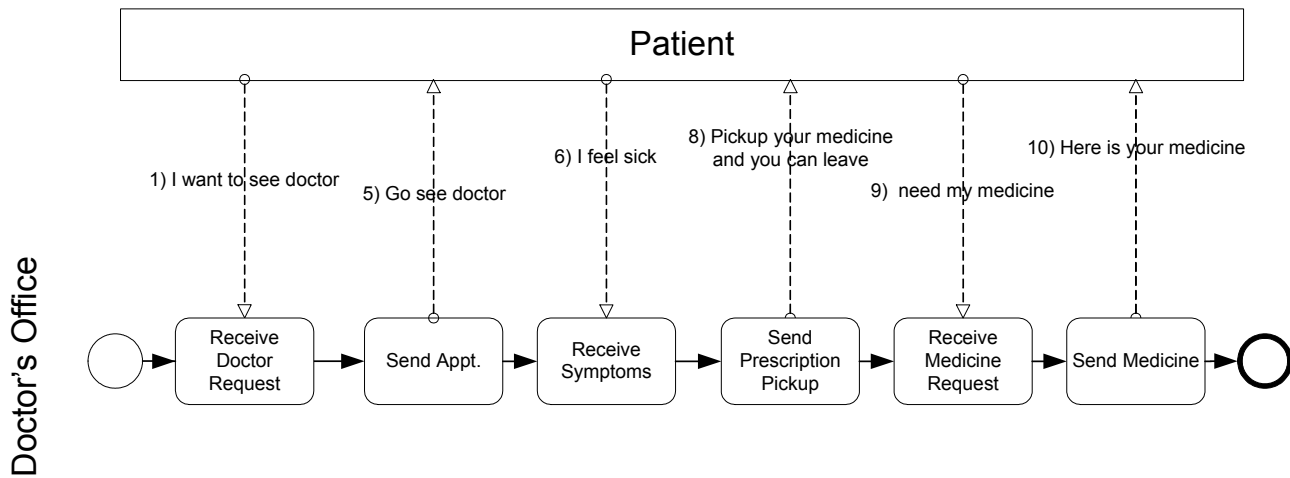 Patient
1) I want to see doctor
5) Go see doctor
6) I feel sick
8) Pickup your medicine
and you can leave
9)  need my medicine
10) Here is your medicine
Doctor's Office
Receive
Doctor
Request
Send Appt.
Receive
Symptoms
Send
Prescription
Pickup
Receive
Medicine
Request
Send Medicine